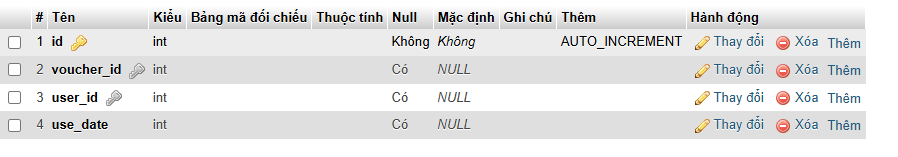 # Tên Kiểu Bảng mã đối chiếu Thuộc tính Null Mặc định Ghi chú Thêm Hành động
1 id int Không Không AUTO_INCREMENT Thay đổi Xóa Thêm
2 voucher_id int Có NULL Thay đổi Xóa Thêm
3 user_id int Có NULL Thay đổi Xóa Thêm
4 use_date int Có NULL Thay đổi Xóa Thêm